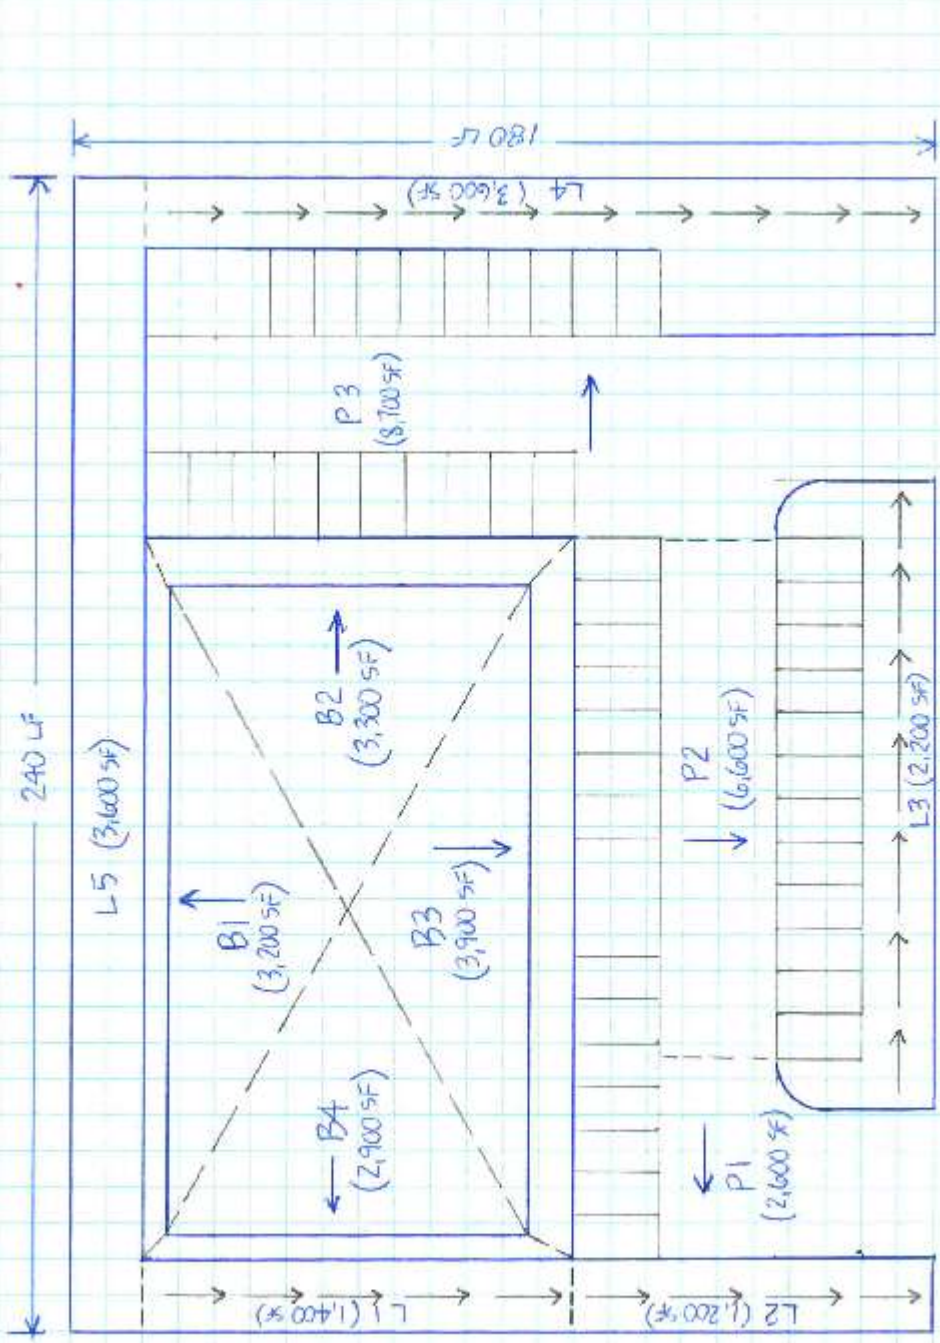 240 LF
180 LF
L5 (3,600 SF)
L4 (3,600 SF)
P3
(8,700 SF)
B2
(3,300 SF)
B1
(3,200 SF)
B3
(3,900 SF)
B4
(2,900 SF)
P2
(6,600 SF)
L3 (2,200 SF)
P1
(2,600 SF)
L1 (1,400 SF)
L2 (1,200 SF)